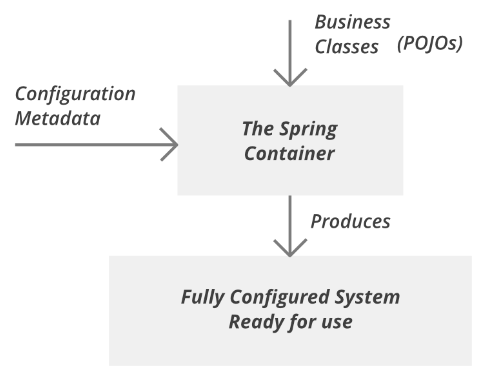 Business
Classes (POJOs)
Configuration
Metadata
The Spring
Container
Produces
Fully Configured System
Ready for use